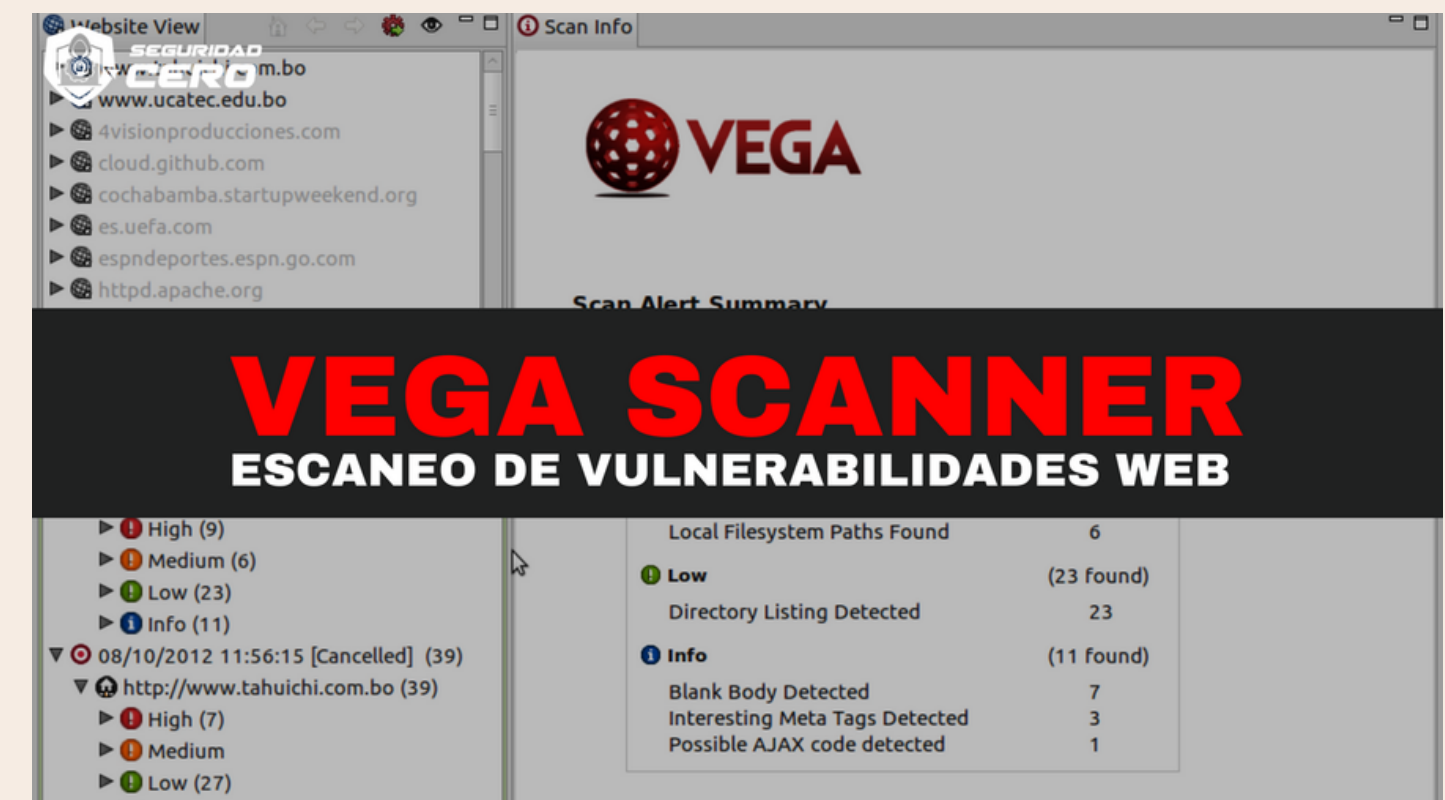 Website View
SEGURIDAD
CERO
www.ucatec.edu.bo
4visionproducciones.com
cloud.github.com
cochabamba.startupweekend.org
es.uefa.com
espndeportes.espn.go.com
httpd.apache.org
Scan Info
VEGA
Scan Alert Summary
VEGA SCANNER
ESCANEO DE VULNERABILIDADES WEB
High (9)
Medium (6)
Low (23)
Info (11)
08/10/2012 11:56:15 [Cancelled] (39)
http://www.tahuichi.com.bo (39)
High (7)
Medium
Low (27)
Local Filesystem Paths Found 6
Low (23 found)
Directory Listing Detected 23
Info (11 found)
Blank Body Detected 7
Interesting Meta Tags Detected 3
Possible AJAX code detected 1